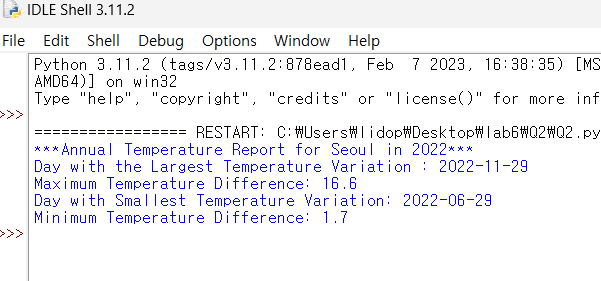 IDLE Shell 3.11.2
File Edit Shell Debug Options Window Help
Python 3.11.2 (tags/v3.11.2:878ead1, Feb  7 2023, 16:38:35) [MS
AMD64)] on win32
Type "help", "copyright", "credits" or "license()" for more inf
>>>
================= RESTART: C:₩Users₩lidop₩Desktop₩lab6₩Q2₩Q2.py
***Annual Temperature Report for Seoul in 2022***
Day with the Largest Temperature Variation : 2022-11-29
Maximum Temperature Difference: 16.6
Day with Smallest Temperature Variation: 2022-06-29
Minimum Temperature Difference: 1.7
>>>